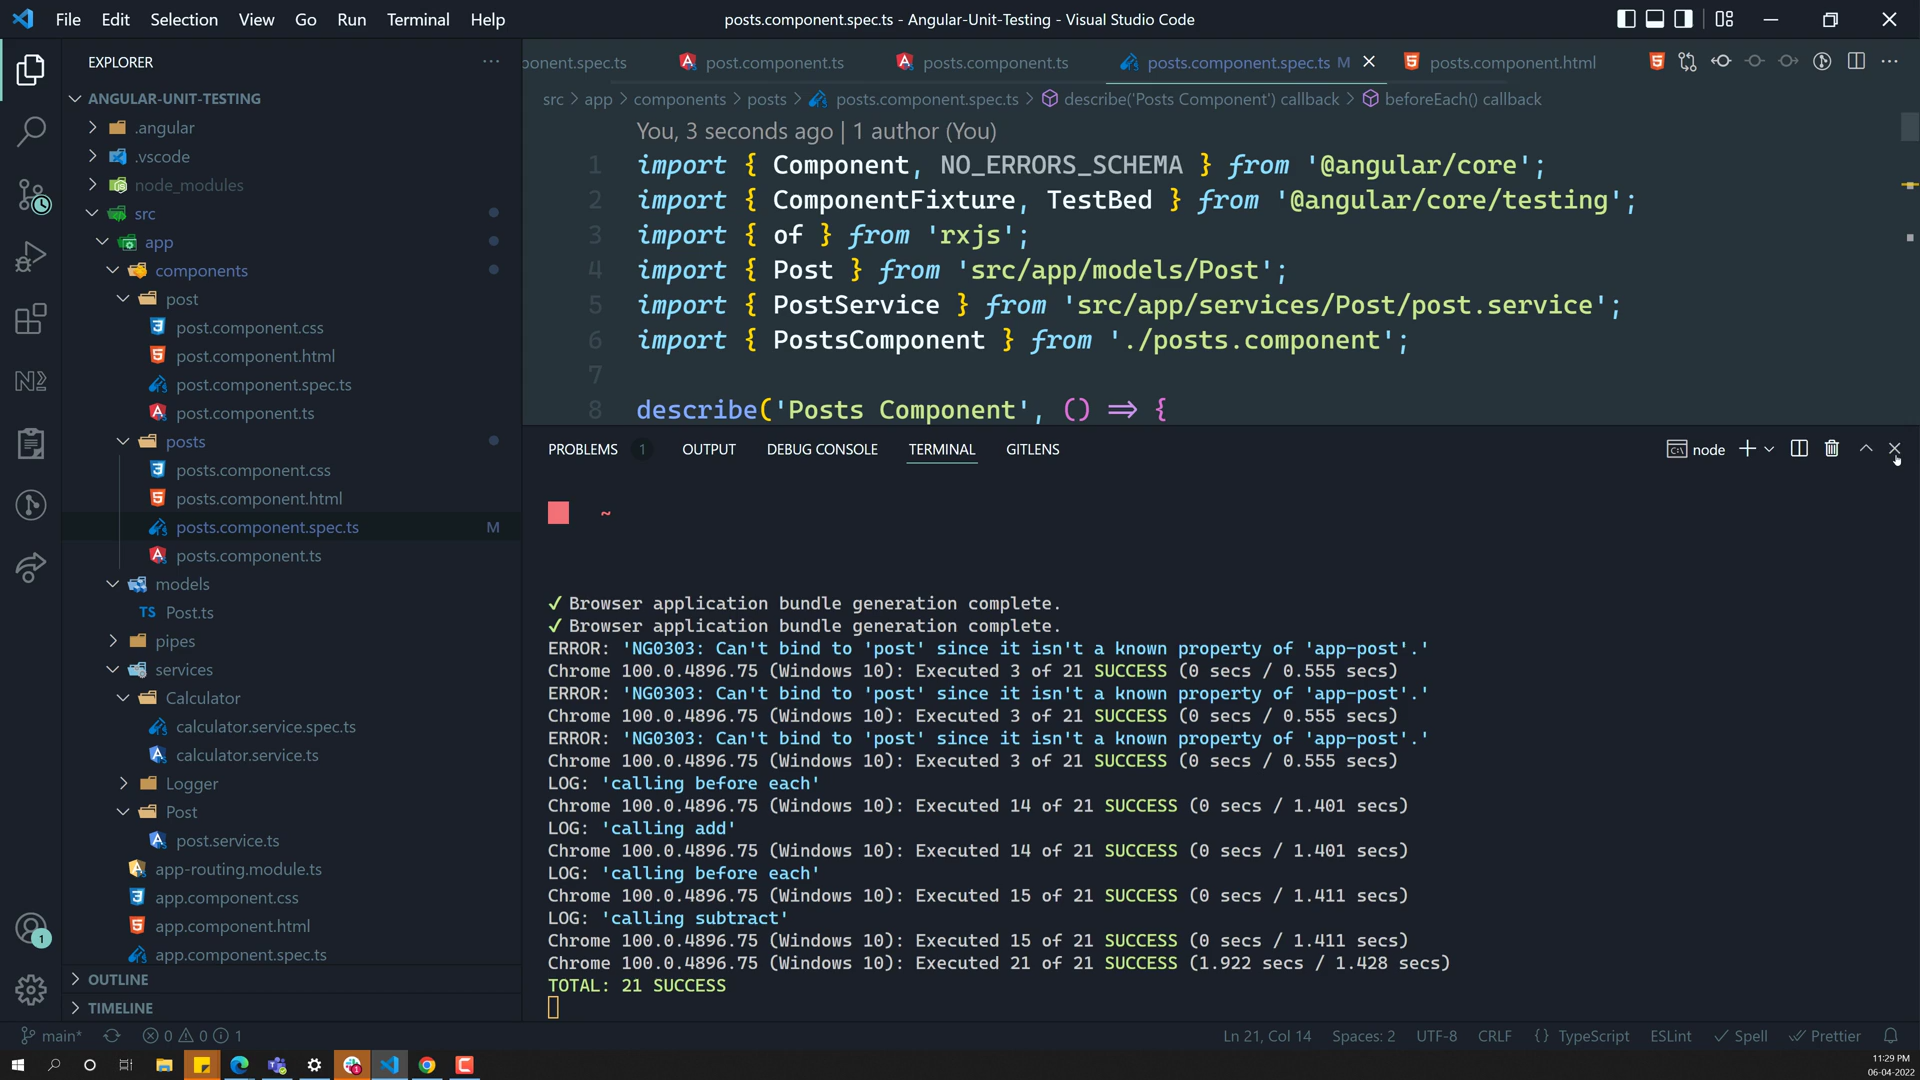 File Edit Selection View Go Run Terminal Help
posts.component.spec.ts - Angular-Unit-Testing - Visual Studio Code
EXPLORER
ANGULAR-UNIT-TESTING
.angular
.vscode
node_modules
src
app
components
post
post.component.css
post.component.html
post.component.spec.ts
post.component.ts
posts
posts.component.css
posts.component.html
posts.component.spec.ts M
posts.component.ts
models
TS Post.ts
pipes
services
Calculator
calculator.service.spec.ts
calculator.service.ts
Logger
Post
post.service.ts
app-routing.module.ts
app.component.css
app.component.html
app.component.spec.ts
OUTLINE
TIMELINE
ponent.spec.ts post.component.ts posts.component.ts posts.component.spec.ts M posts.component.html
src > app > components > posts > posts.component.spec.ts > describe('Posts Component') callback > beforeEach() callback
You, 3 seconds ago | 1 author (You)
1 import { Component, NO_ERRORS_SCHEMA } from '@angular/core';
2 import { ComponentFixture, TestBed } from '@angular/core/testing';
3 import { of } from 'rxjs';
4 import { Post } from 'src/app/models/Post';
5 import { PostService } from 'src/app/services/Post/post.service';
6 import { PostsComponent } from './posts.component';
7
8 describe('Posts Component', () => {
PROBLEMS 1 OUTPUT DEBUG CONSOLE TERMINAL GITLENS
node
~
✓ Browser application bundle generation complete.
✓ Browser application bundle generation complete.
ERROR: 'NG0303: Can't bind to 'post' since it isn't a known property of 'app-post'.'
Chrome 100.0.4896.75 (Windows 10): Executed 3 of 21 SUCCESS (0 secs / 0.555 secs)
ERROR: 'NG0303: Can't bind to 'post' since it isn't a known property of 'app-post'.'
Chrome 100.0.4896.75 (Windows 10): Executed 3 of 21 SUCCESS (0 secs / 0.555 secs)
ERROR: 'NG0303: Can't bind to 'post' since it isn't a known property of 'app-post'.'
Chrome 100.0.4896.75 (Windows 10): Executed 3 of 21 SUCCESS (0 secs / 0.555 secs)
LOG: 'calling before each'
Chrome 100.0.4896.75 (Windows 10): Executed 14 of 21 SUCCESS (0 secs / 1.401 secs)
LOG: 'calling add'
Chrome 100.0.4896.75 (Windows 10): Executed 14 of 21 SUCCESS (0 secs / 1.401 secs)
LOG: 'calling before each'
Chrome 100.0.4896.75 (Windows 10): Executed 15 of 21 SUCCESS (0 secs / 1.411 secs)
LOG: 'calling subtract'
Chrome 100.0.4896.75 (Windows 10): Executed 15 of 21 SUCCESS (0 secs / 1.411 secs)
Chrome 100.0.4896.75 (Windows 10): Executed 21 of 21 SUCCESS (1.922 secs / 1.428 secs)
TOTAL: 21 SUCCESS
main* 0 0 1
Ln 21, Col 14 Spaces: 2 UTF-8 CRLF {} TypeScript ESLint Spell Prettier
11:29 PM
06-04-2022